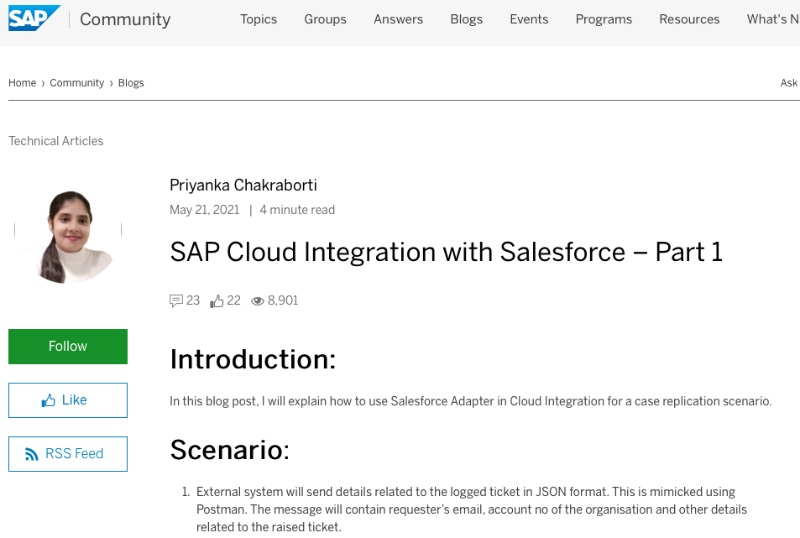 SAP Community Topics Groups Answers Blogs Events Programs Resources What's N
Home › Community › Blogs Ask
Technical Articles
Priyanka Chakraborti
May 21, 2021 | 4 minute read
SAP Cloud Integration with Salesforce – Part 1
23 22 8,901
Follow
Like
RSS Feed
Introduction:
In this blog post, I will explain how to use Salesforce Adapter in Cloud Integration for a case replication scenario.
Scenario:
1. External system will send details related to the logged ticket in JSON format. This is mimicked using
Postman. The message will contain requester's email, account no of the organisation and other details
related to the raised ticket.